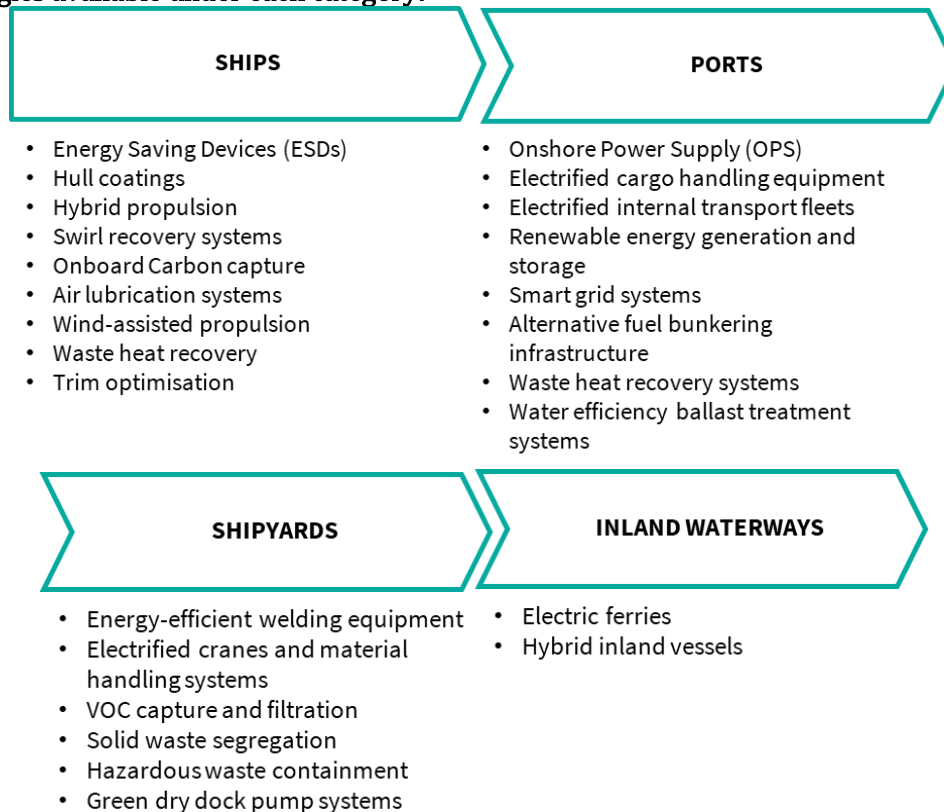 available under each category:
SHIPS
Energy Saving Devices (ESDs)
Hull coatings
Hybrid propulsion
Swirl recovery systems
Onboard Carbon capture
Air lubrication systems
Wind-assisted propulsion
Waste heat recovery
Trim optimisation
PORTS
Onshore Power Supply (OPS)
Electrified cargo handling equipment
Electrified internal transport fleets
Renewable energy generation and
storage
Smart grid systems
Alternative fuel bunkering
infrastructure
Waste heat recovery systems
Water efficiency ballast treatment
systems
SHIPYARDS
Energy-efficient welding equipment
Electrified cranes and material
handling systems
VOC capture and filtration
Solid waste segregation
Hazardous waste containment
Green dry dock pump systems
INLAND WATERWAYS
Electric ferries
Hybrid inland vessels